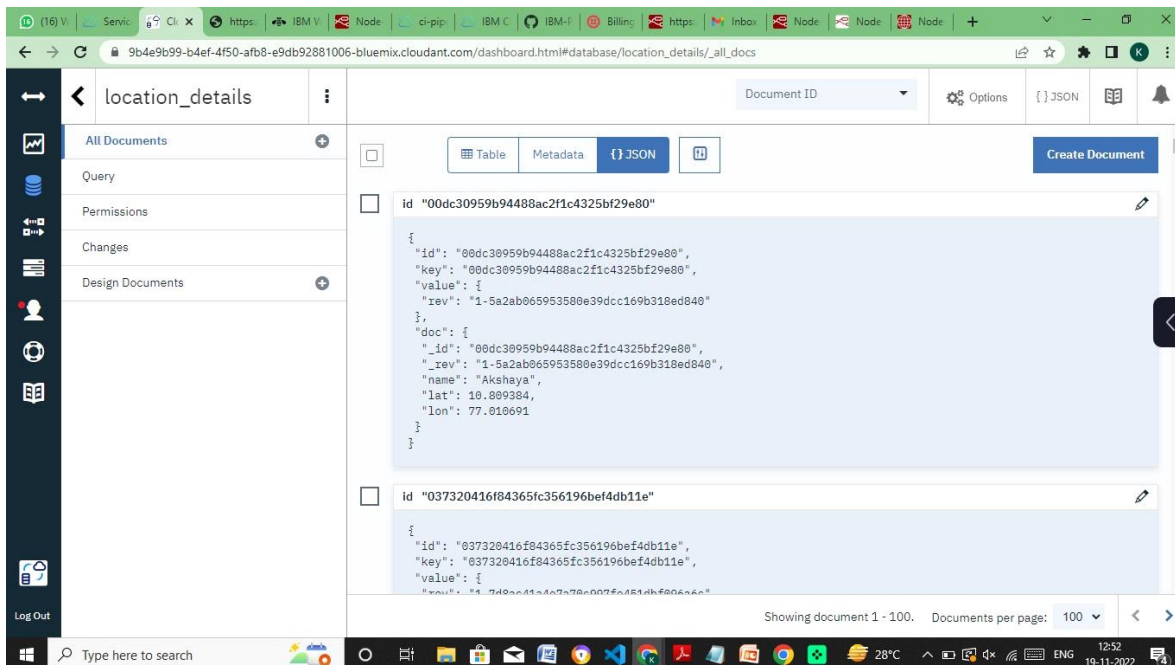 (16) W
Servic
Clo
https:
IBM W
Node
ci-pip
IBM C
IBM-P
Billing
https:
Inbox
Node
Node
Node
9b4e9b99-b4ef-4f50-afb8-e9db92881006-bluemix.cloudant.com/dashboard.html#database/location_details/_all_docs
K
location_details
Document ID
Options
{ } JSON
All Documents
Query
Permissions
Changes
Design Documents
Table
Metadata
{ } JSON
Create Document
id "00dc30959b94488ac2f1c4325bf29e80"
{
"id": "00dc30959b94488ac2f1c4325bf29e80",
"key": "00dc30959b94488ac2f1c4325bf29e80",
"value": {
"rev": "1-5a2ab065953580e39dcc169b318ed840"
},
"doc": {
"_id": "00dc30959b94488ac2f1c4325bf29e80",
"_rev": "1-5a2ab065953580e39dcc169b318ed840",
"name": "Akshaya",
"lat": 10.809384,
"lon": 77.010691
}
}
id "037320416f84365fc356196bef4db11e"
{
"id": "037320416f84365fc356196bef4db11e",
"key": "037320416f84365fc356196bef4db11e",
"value": {
Log Out
Showing document 1 - 100.
Documents per page: 100
Type here to search
28°C
ENG
12:52
19-11-2022